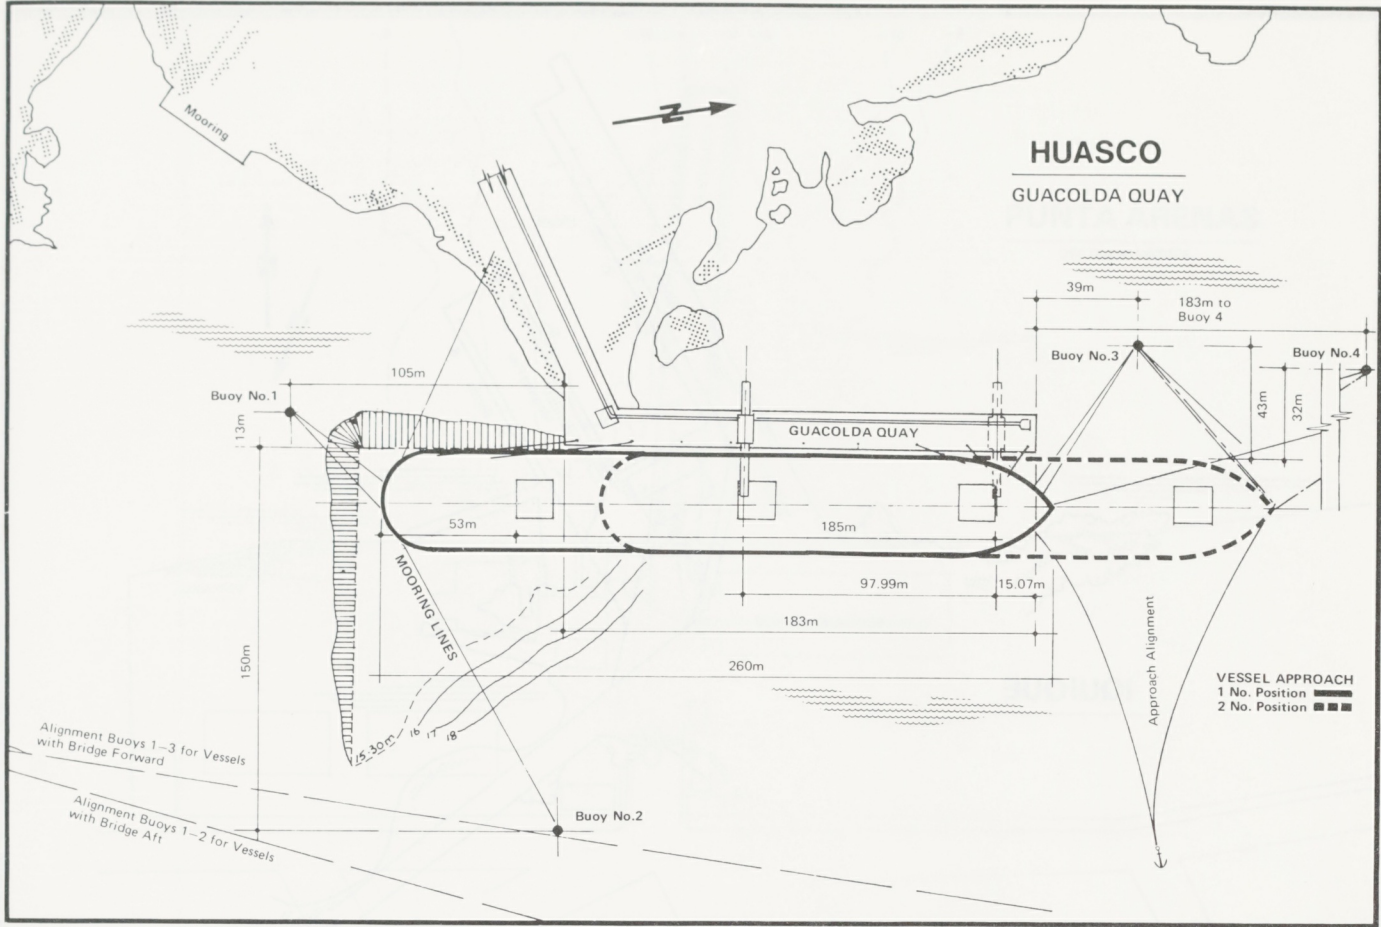 Mooring
N
HUASCO
GUACOLDA QUAY
39m
183m to
Buoy 4
Buoy No.3
Buoy No.4
105m
Buoy No.1
13m
43m
32m
GUACOLDA QUAY
53m
185m
MOORING LINES
97.99m
15.07m
183m
260m
150m
Approach Alignment
VESSEL APPROACH
1 No. Position
2 No. Position
15.30m
16
17
18
Alignment Buoys 1–3 for Vessels
with Bridge Forward
Alignment Buoys 1–2 for Vessels
with Bridge Aft
Buoy No.2